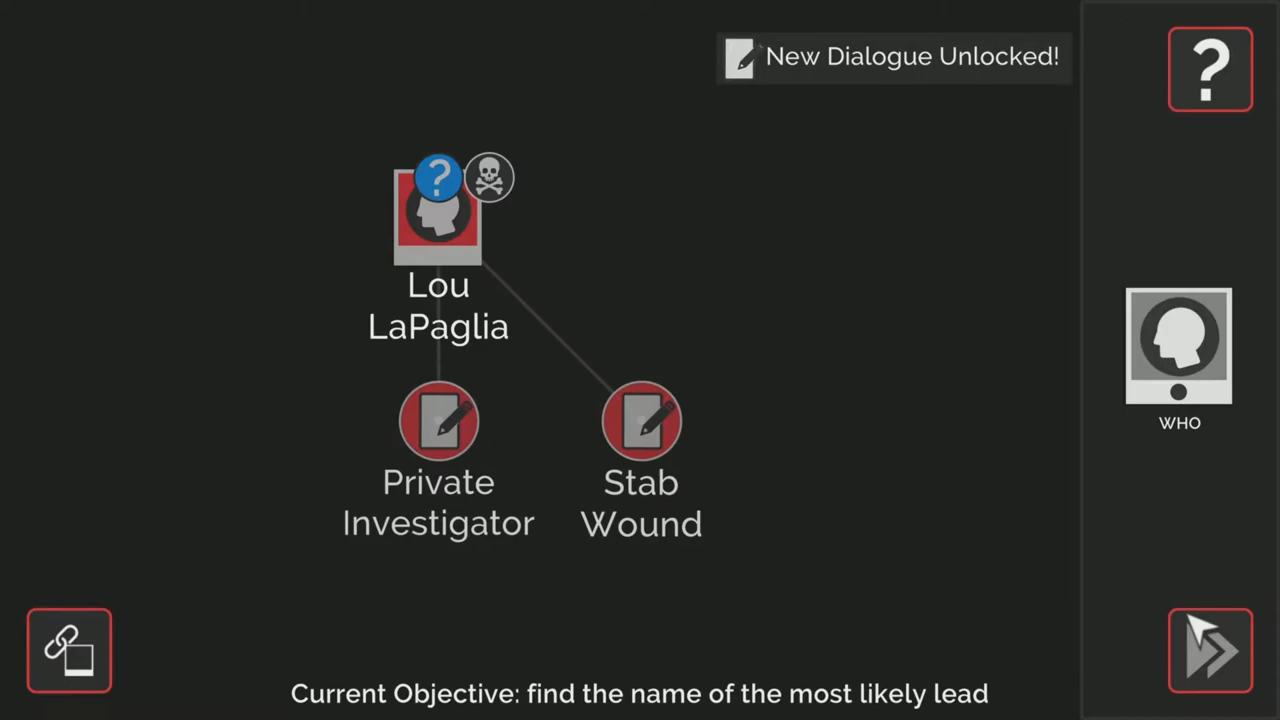 New Dialogue Unlocked!
?
?
Lou
LaPaglia
WHO
Private
Investigator
Stab
Wound
Current Objective: find the name of the most likely lead